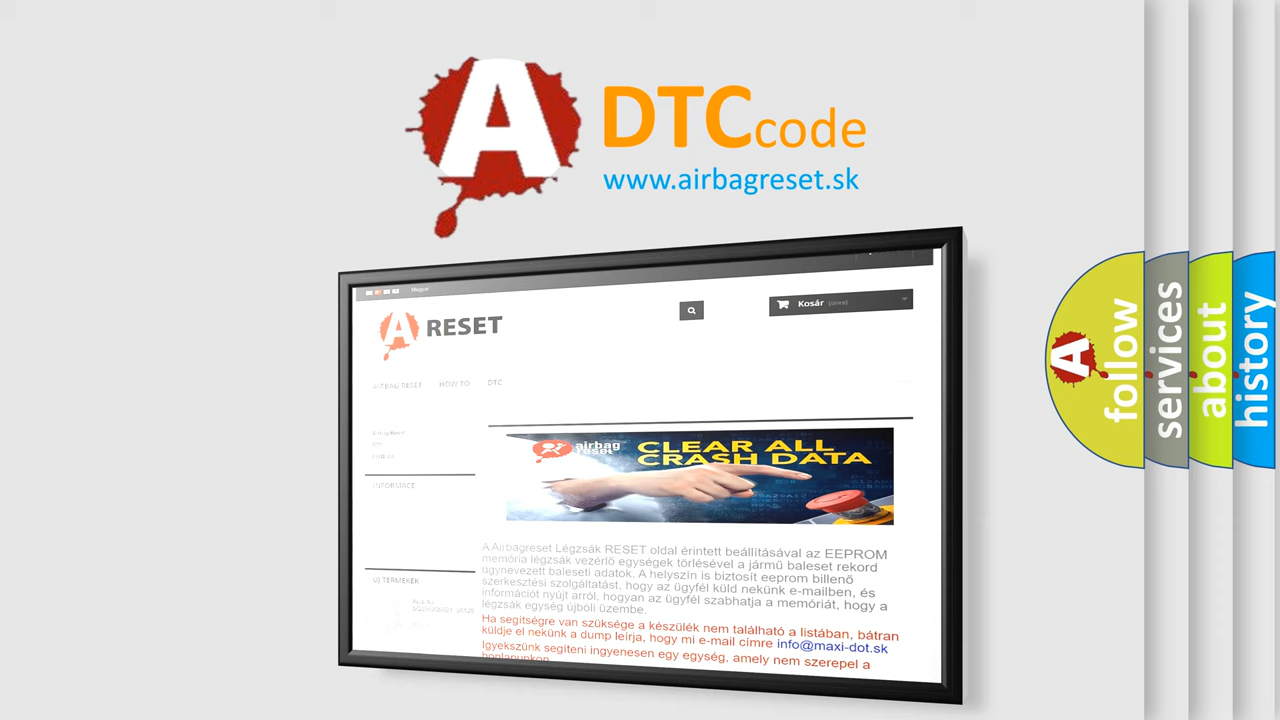 A DTC code
www.airbagreset.sk
Magyar
Kosár (üres)
A RESET
AIRBAG RESET HOW TO DTC
INFORMACE
airbag
reset
CLEAR ALL
CRASH DATA
A Airbagreset Légzsák RESET oldal érintett beállításával az EEPROM
memória légzsák vezérlő egységek törlésével a jármű baleset rekord
úgynevezett baleseti adatok. A helyszín is biztosít eeprom billenő
szerkesztési szolgáltatást, hogy az ügyfél küld nekünk e-mailben, és
információt nyújt arról, hogyan az ügyfél szabhatja a memóriát, hogy a
légzsák egység újbóli üzembe.
Ha segítségre van szüksége a készülék nem található a listában, bátran
küldje el nekünk a dump leírja, hogy mi e-mail címre info@maxi-dot.sk
Igyekszünk segíteni ingyenesen egy egység, amely nem szerepel a
honlapunkon
ÚJ TERMÉKEK
A
follow
services
about
history